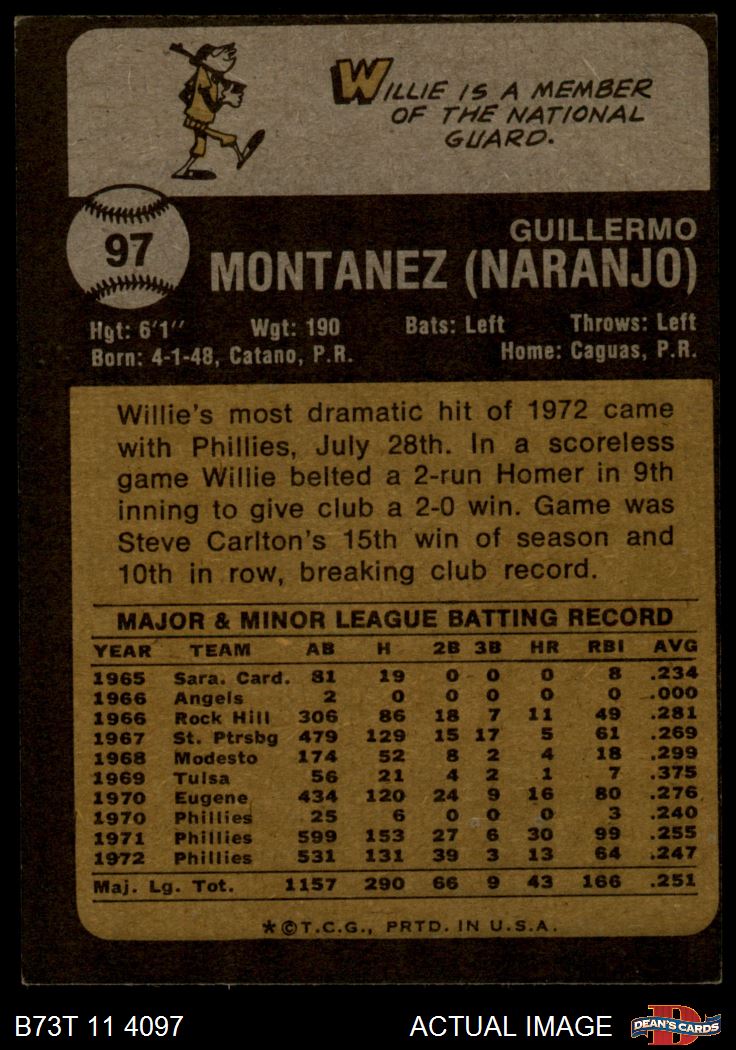 WILLIE IS A MEMBER
OF THE NATIONAL
GUARD.
97
GUILLERMO
MONTANEZ (NARANJO)
Hgt: 6'1" Wgt: 190 Bats: Left Throws: Left
Born: 4-1-48, Catano, P.R. Home: Caguas, P.R.
Willie's most dramatic hit of 1972 came
with Phillies, July 28th. In a scoreless
game Willie belted a 2-run Homer in 9th
inning to give club a 2-0 win. Game was
Steve Carlton's 15th win of season and
10th in row, breaking club record.
MAJOR & MINOR LEAGUE BATTING RECORD
YEAR TEAM AB H 2B 3B HR RBI AVG
1965 Sara. Card. 81 19 0 0 0 8 .234
1966 Angels 2 0 0 0 0 0 .000
1966 Rock Hill 306 86 18 7 11 49 .281
1967 St. Ptrsbg 479 129 15 17 5 61 .269
1968 Modesto 174 52 8 2 4 18 .299
1969 Tulsa 56 21 4 2 1 7 .375
1970 Eugene 434 120 24 9 16 80 .276
1970 Phillies 25 6 0 0 0 3 .240
1971 Phillies 599 153 27 6 30 99 .255
1972 Phillies 531 131 39 3 13 64 .247
Maj. Lg. Tot. 1157 290 66 9 43 166 .251
*©T.C.G., PRTD. IN U.S.A.
B73T 11 4097 ACTUAL IMAGE DEAN'S CARDS